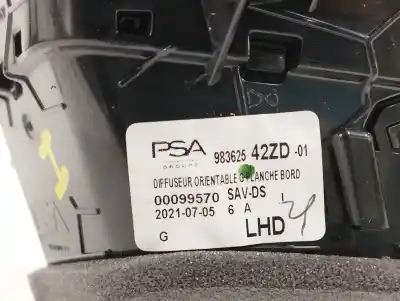 PSA
GROUPE
983625 42ZD -01
DIFFUSEUR ORIENTABLE G PLANCHE BORD
00099570 SAV-DS
2021-07-05 6 A
G LHD